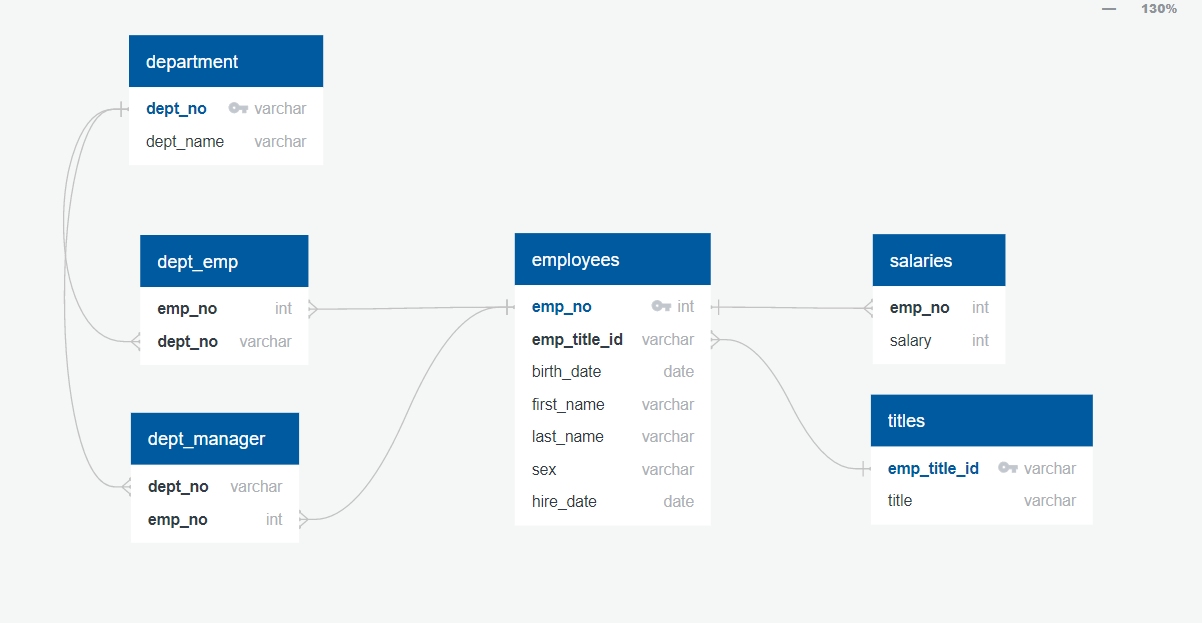 130%
department
dept_no varchar
dept_name varchar
dept_emp
emp_no int
dept_no varchar
dept_manager
dept_no varchar
emp_no int
employees
emp_no int
emp_title_id varchar
birth_date date
first_name varchar
last_name varchar
sex varchar
hire_date date
salaries
emp_no int
salary int
titles
emp_title_id varchar
title varchar